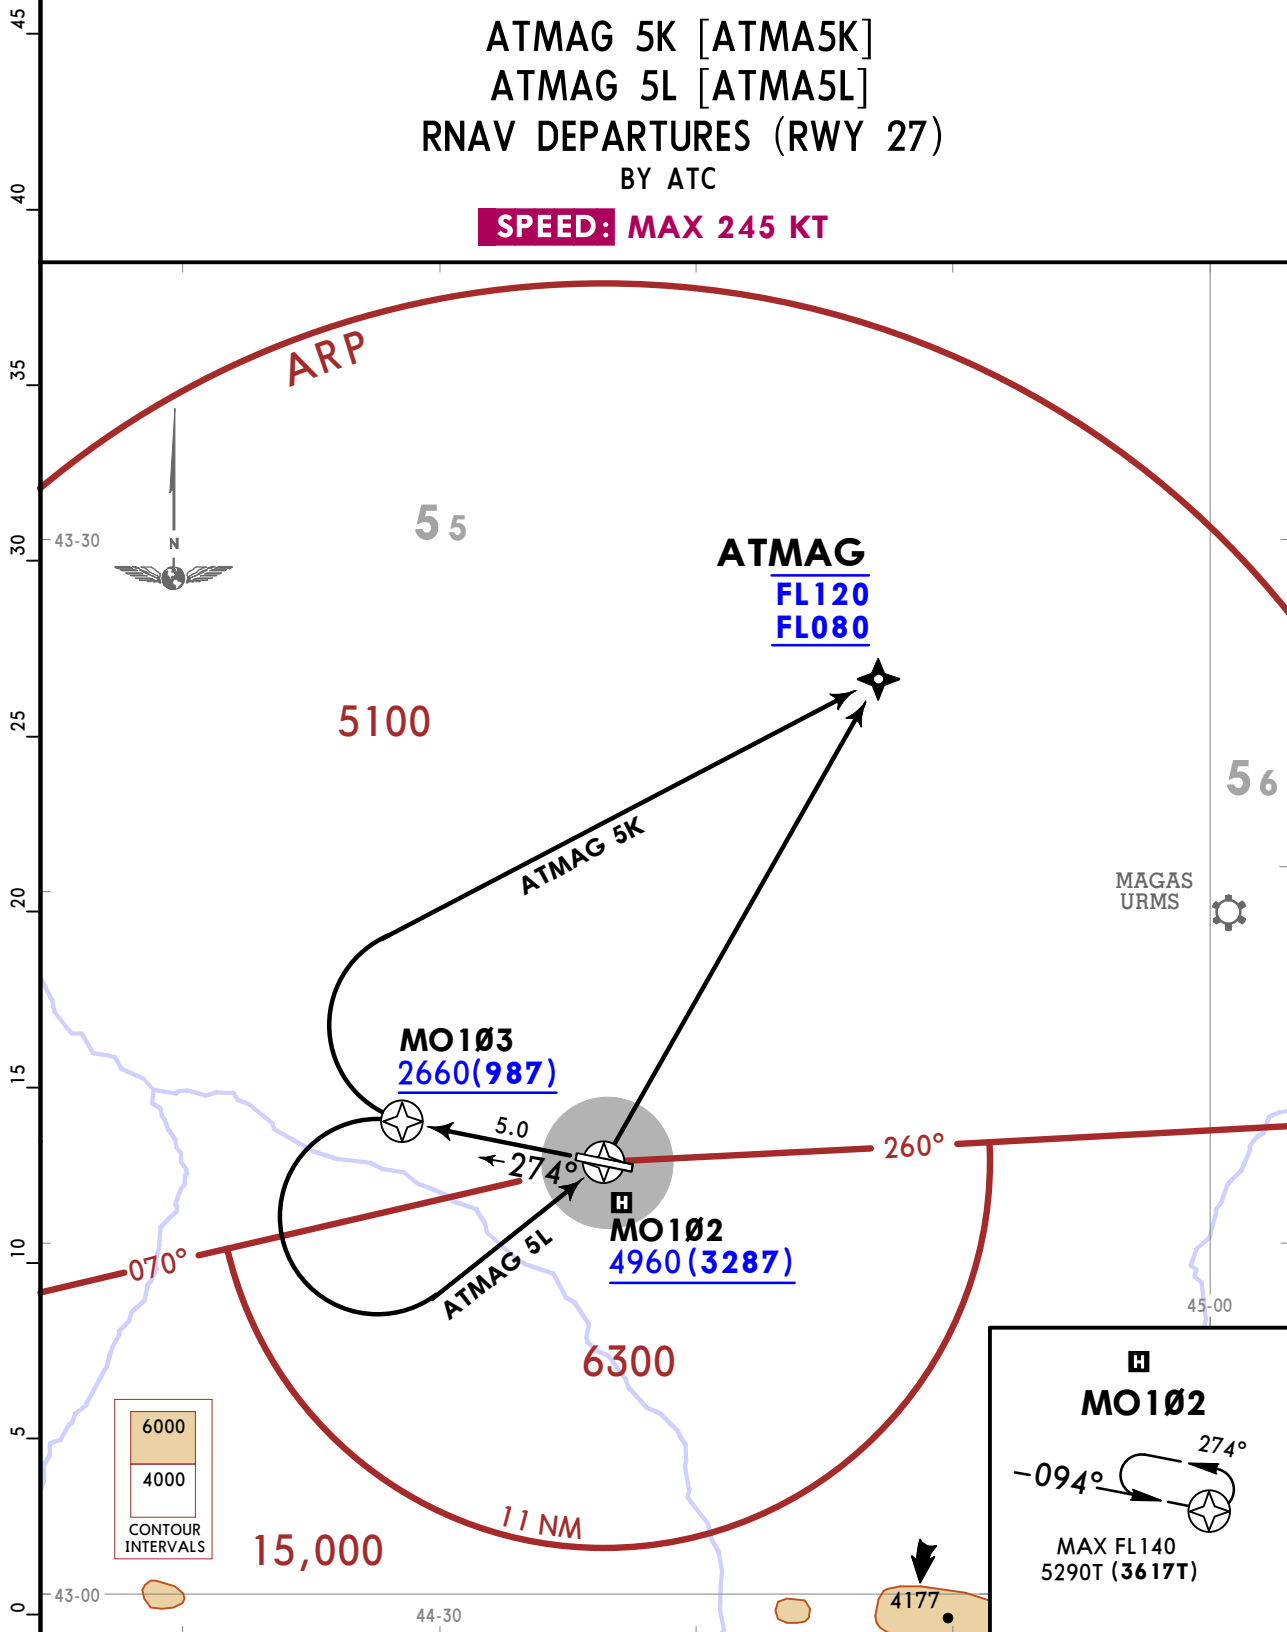 ATMAG 5K [ATMA5K]
ATMAG 5L [ATMA5L]
RNAV DEPARTURES (RWY 27)
BY ATC
SPEED: MAX 245 KT
45
40
35
30
25
20
15
10
5
0
ARP
N
43-30
55
ATMAG
FL120
FL080
5100
56
ATMAG 5K
MAGAS
URMS
MO1Ø3
2660(987)
5.0
274°
260°
H
MO1Ø2
4960(3287)
070°
ATMAG 5L
45-00
6300
6000
4000
CONTOUR
INTERVALS
11 NM
15,000
43-00
44-30
4177
H
MO1Ø2
274°
-094°
MAX FL140
5290T (3617T)